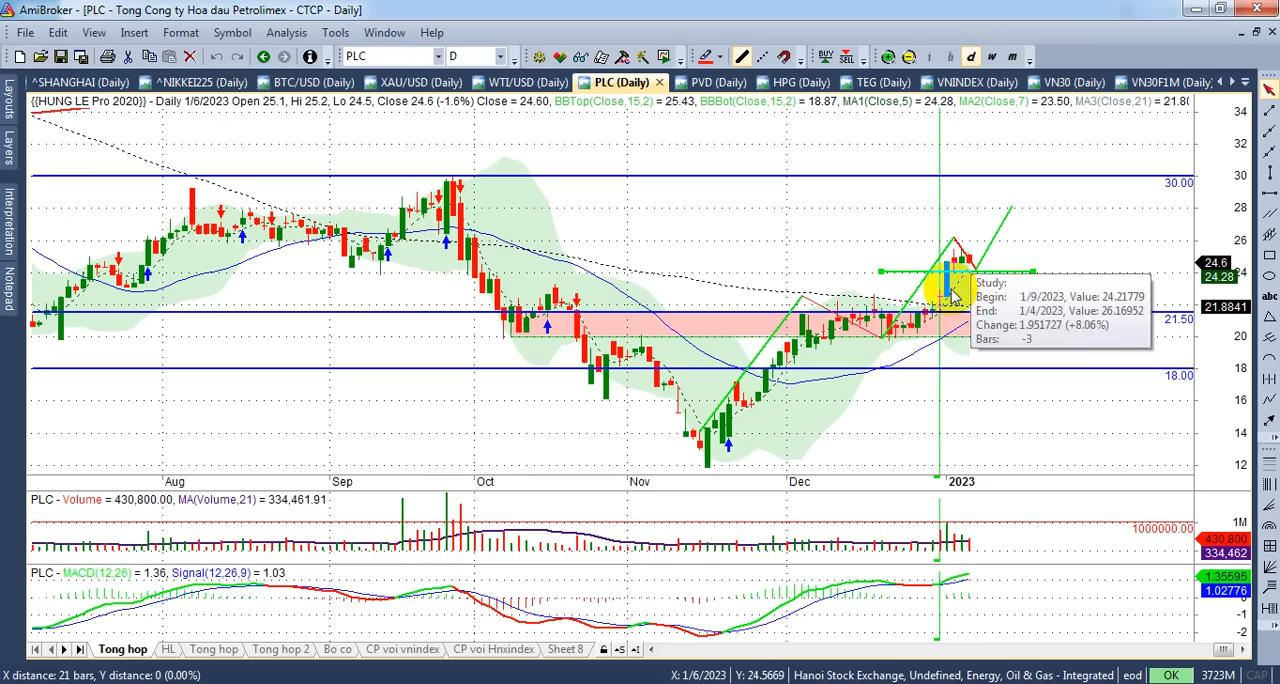 AmiBroker - [PLC - Tong Cong ty Hoa dau Petrolimex - CTCP - Daily]
File Edit View Insert Format Symbol Analysis Tools Window Help
PLC D BUY SELL i h d w m
^SHANGHAI (Daily) ^NIKKEI225 (Daily) BTC/USD (Daily) XAU/USD (Daily) WTI/USD (Daily) PLC (Daily) PVD (Daily) HPG (Daily) TEG (Daily) VNINDEX (Daily) VN30 (Daily) VN30F1M (Daily)
Layouts
Layers
Interpretation
Notepad
abc
{{HUNG LE Pro 2020}} - Daily 1/6/2023 Open 25.1, Hi 25.2, Lo 24.5, Close 24.6 (-1.6%) Close = 24.60, BBTop(Close,15,2) = 25.43, BBBot(Close,15,2) = 18.87, MA1(Close,5) = 24.28, MA2(Close,7) = 23.50, MA3(Close,21) = 21.80
34
32
30
30.00
28
26
24.6
24.28
24
21.8841
21.50
20
18
18.00
16
14
12
Study:
Begin: 1/9/2023, Value: 24.21779
End: 1/4/2023, Value: 26.16952
Change: 1.951727 (+8.06%)
Bars: -3
Aug Sep Oct Nov Dec 2023
PLC - Volume = 430,800.00, MA(Volume,21) = 334,461.91
1M
1000000.00
430,800
334,462
PLC - MACD(12,26) = 1.36, Signal(12,26,9) = 1.03
1.35595
1.02776
-1
-2
Tong hop HL Tong hop Tong hop 2 Bo co CP voi vnindex CP voi Hnxindex Sheet 8
X distance: 21 bars, Y distance: 0 (0.00%) X: 1/6/2023, Y: 24.5669 Hanoi Stock Exchange, Undefined, Energy, Oil & Gas - Integrated eod OK 3723M CAP